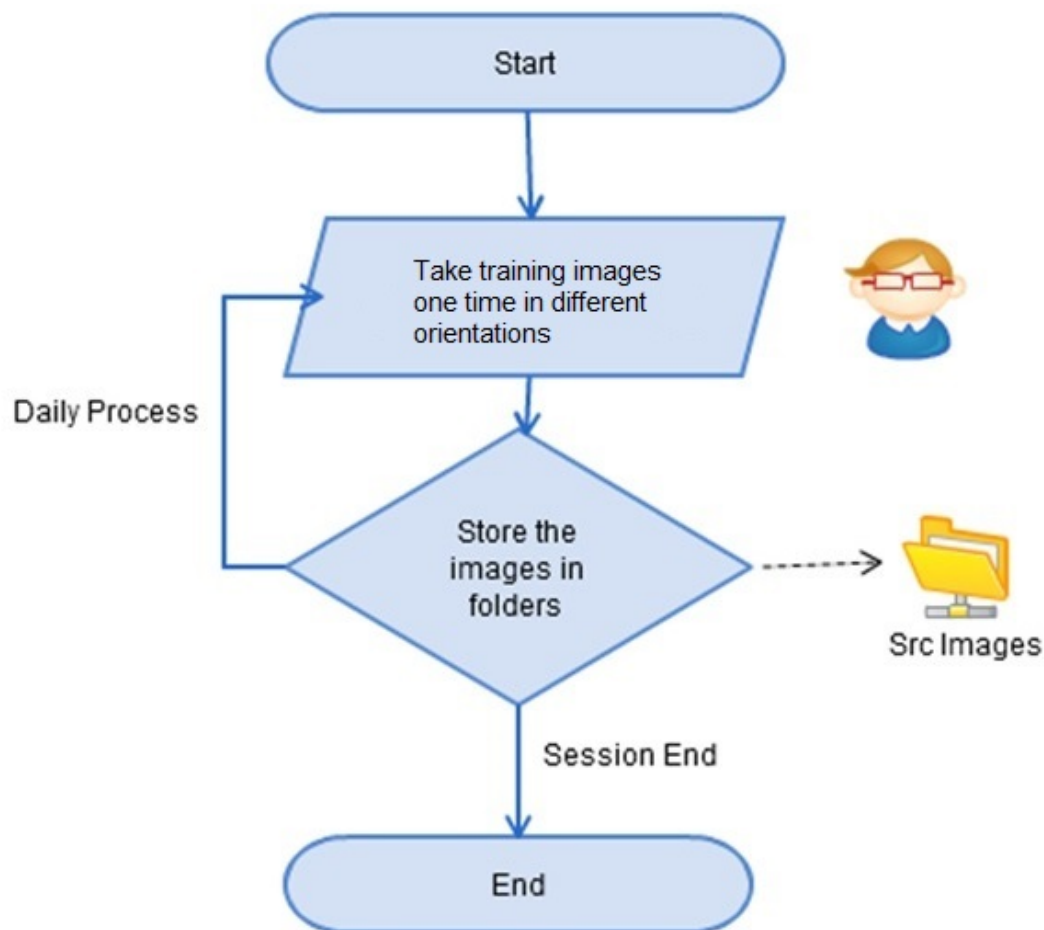 Start
Take training images
one time in different
orientations
Daily Process
Store the
images in
folders
Src Images
Session End
End